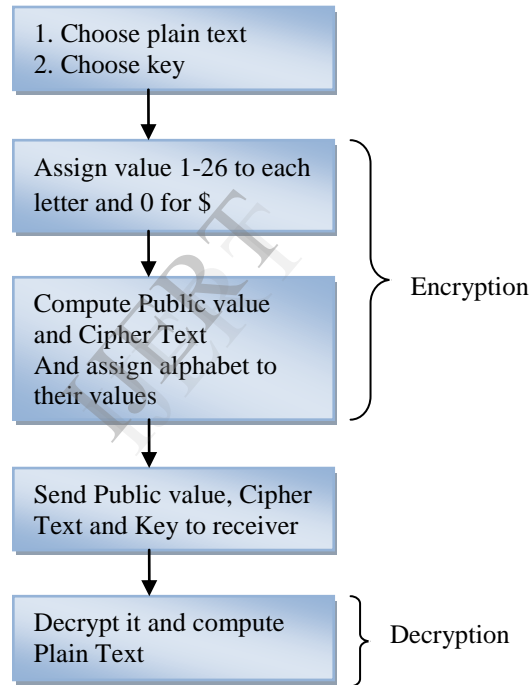 1. Choose plain text
2. Choose key
Assign value 1-26 to each
letter and 0 for $
Compute Public value
and Cipher Text
And assign alphabet to
their values
Encryption
Send Public value, Cipher
Text and Key to receiver
Decrypt it and compute
Plain Text
Decryption
IJERT